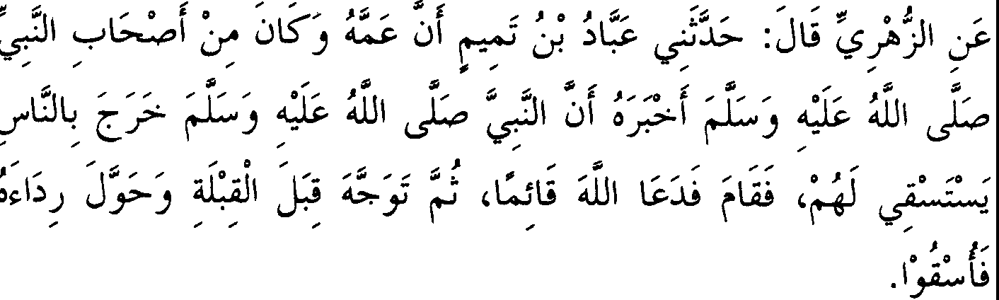 عَنِ الزُّهْرِيِّ قَالَ: حَدَّثَنِي عَبَّادُ بْنُ تَمِيمٍ أَنَّ عَمَّهُ وَكَانَ مِنْ أَصْحَابِ النَّبِيِّ
صَلَّى اللَّهُ عَلَيْهِ وَسَلَّمَ أَخْبَرَهُ أَنَّ النَّبِيَّ صَلَّى اللَّهُ عَلَيْهِ وَسَلَّمَ خَرَجَ بِالنَّاسِ
يَسْتَسْقِي لَهُمْ، فَقَامَ فَدَعَا اللَّهَ قَائِمًا، ثُمَّ تَوَجَّهَ قِبَلَ الْقِبْلَةِ وَحَوَّلَ رِدَاءَهُ
فَأُسْقُوْا.